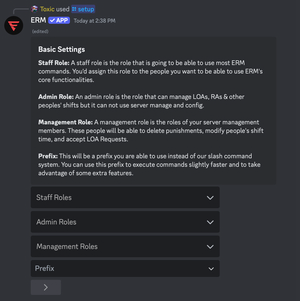 Toxic used setup
ERM ✓ APP Today at 2:38 PM
(edited)
Basic Settings
Staff Role: A staff role is the role that is going to be able to use most ERM
commands. You'd assign this role to the people you want to be able to use ERM's
core functionalities.
Admin Role: An admin role is the role that can manage LOAs, RAs & other
peoples' shifts but it can not use server manage and config.
Management Role: A management role is the roles of your server management
members. These people will be able to delete punishments, modify people's shift
time, and accept LOA Requests.
Prefix: This will be a prefix you are able to use instead of our slash command
system. You can use this prefix to execute commands slightly faster and to take
advantage of some extra features.
Staff Roles
Admin Roles
Management Roles
Prefix